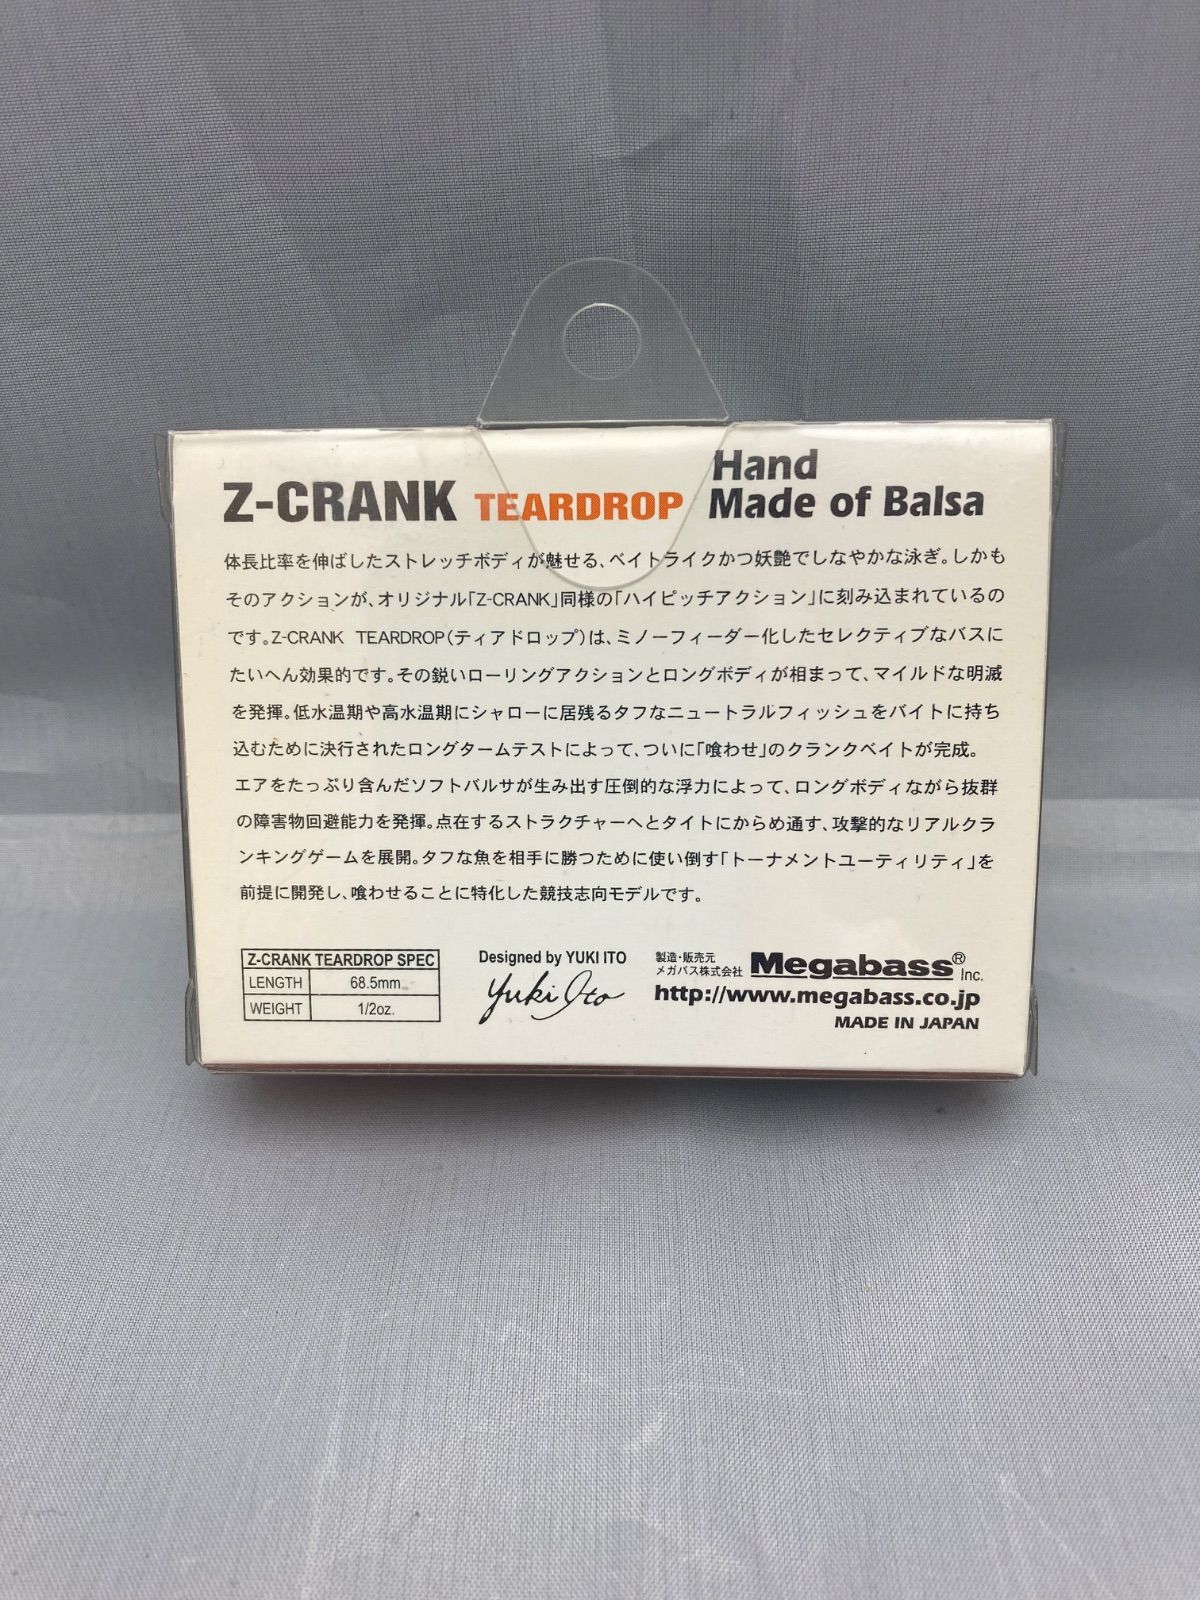 Z-CRANK TEARDROP Hand Made of Balsa
体長比率を伸ばしたストレッチボディが魅せる、ベイトライクかつ妖艶でしなやかな泳ぎ。しかも
そのアクションが、オリジナル「Z-CRANK」同様の「ハイピッチアクション」に刻み込まれているの
です。Z-CRANK TEARDROP(ティアドロップ)は、ミノーフィーダー化したセレクティブなバスに
たいへん効果的です。その鋭いローリングアクションとロングボディが相まって、マイルドな明滅
を発揮。低水温期や高水温期にシャローに居残るタフなニュートラルフィッシュをバイトに持ち
込むために決行されたロングタームテストによって、ついに「喰わせ」のクランクベイトが完成。
エアをたっぷり含んだソフトバルサが生み出す圧倒的な浮力によって、ロングボディながら抜群
の障害物回避能力を発揮。点在するストラクチャーへとタイトにからめ通す、攻撃的なリアルクラ
ンキングゲームを展開。タフな魚を相手に勝つために使い倒す「トーナメントユーティリティ」を
前提に開発し、喰わせることに特化した競技志向モデルです。
Z-CRANK TEARDROP SPEC
LENGTH 68.5mm
WEIGHT 1/2oz.
Designed by YUKI ITO
Yuki Ito
製造・販売元
メガバス株式会社
Megabass® Inc.
http://www.megabass.co.jp
MADE IN JAPAN